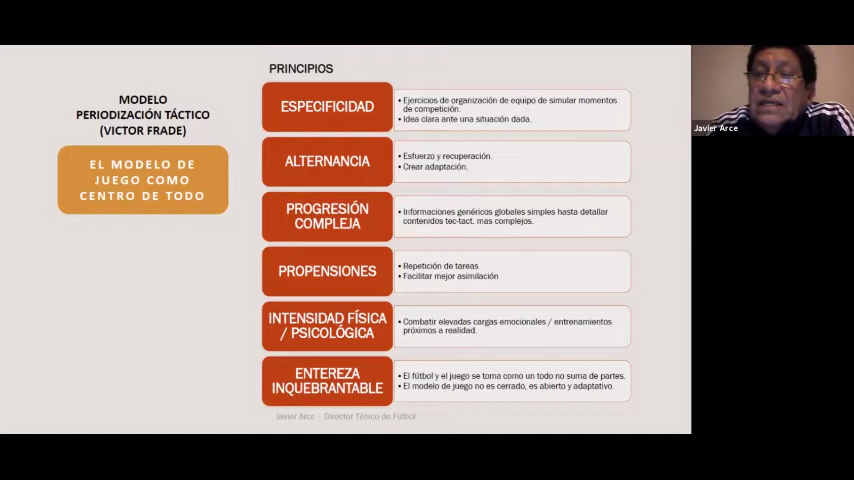 PRINCIPIOS
MODELO
PERIODIZACIÓN TÁCTICO
(VICTOR FRADE)
EL MODELO DE
JUEGO COMO
CENTRO DE TODO
ESPECIFICIDAD
• Ejercicios de organización de equipo de simular momentos
de competición.
• Idea clara ante una situación dada.
ALTERNANCIA
• Esfuerzo y recuperación.
• Crear adaptación.
PROGRESIÓN
COMPLEJA
• Informaciones genéricos globales simples hasta detallar
contenidos tec-tact. mas complejos.
PROPENSIONES
• Repetición de tareas
• Facilitar mejor asimilación
INTENSIDAD FÍSICA
/ PSICOLÓGICA
• Combatir elevadas cargas emocionales / entrenamientos
próximos a realidad.
ENTEREZA
INQUEBRANTABLE
• El fútbol y el juego se toma como un todo no suma de partes.
• El modelo de juego no es cerrado, es abierto y adaptativo.
Javier Arce - Director Ténico de Fútbol
Javier Arce